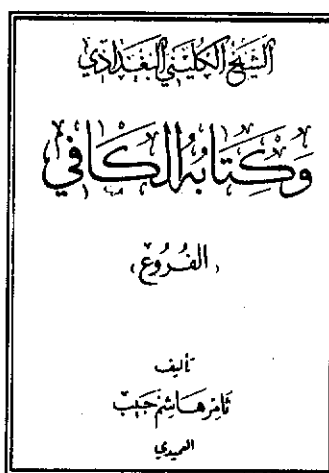 الشيخ الكليني البغدادي
وكتابه الكافي
(الفروع)
تأليف
ثامر هاشم حبيب
العميدي